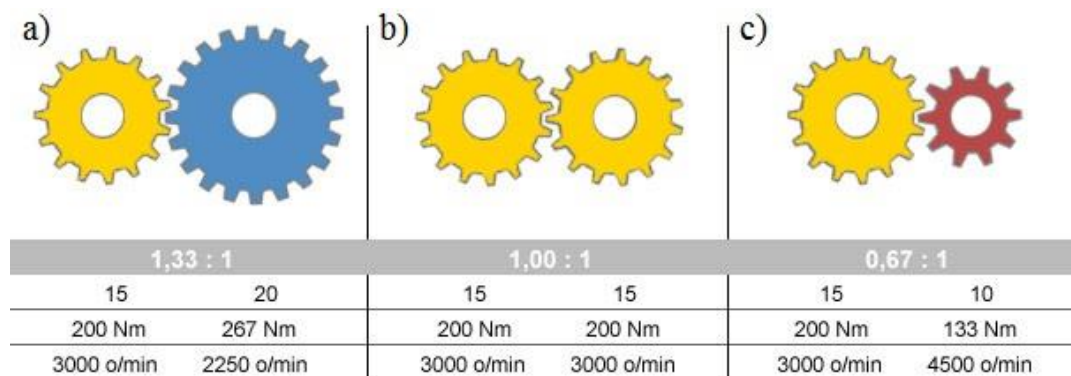 a) b) c)
1,33 : 1 1,00 : 1 0,67 : 1
15 20 15 15 15 10
200 Nm 267 Nm 200 Nm 200 Nm 200 Nm 133 Nm
3000 o/min 2250 o/min 3000 o/min 3000 o/min 3000 o/min 4500 o/min